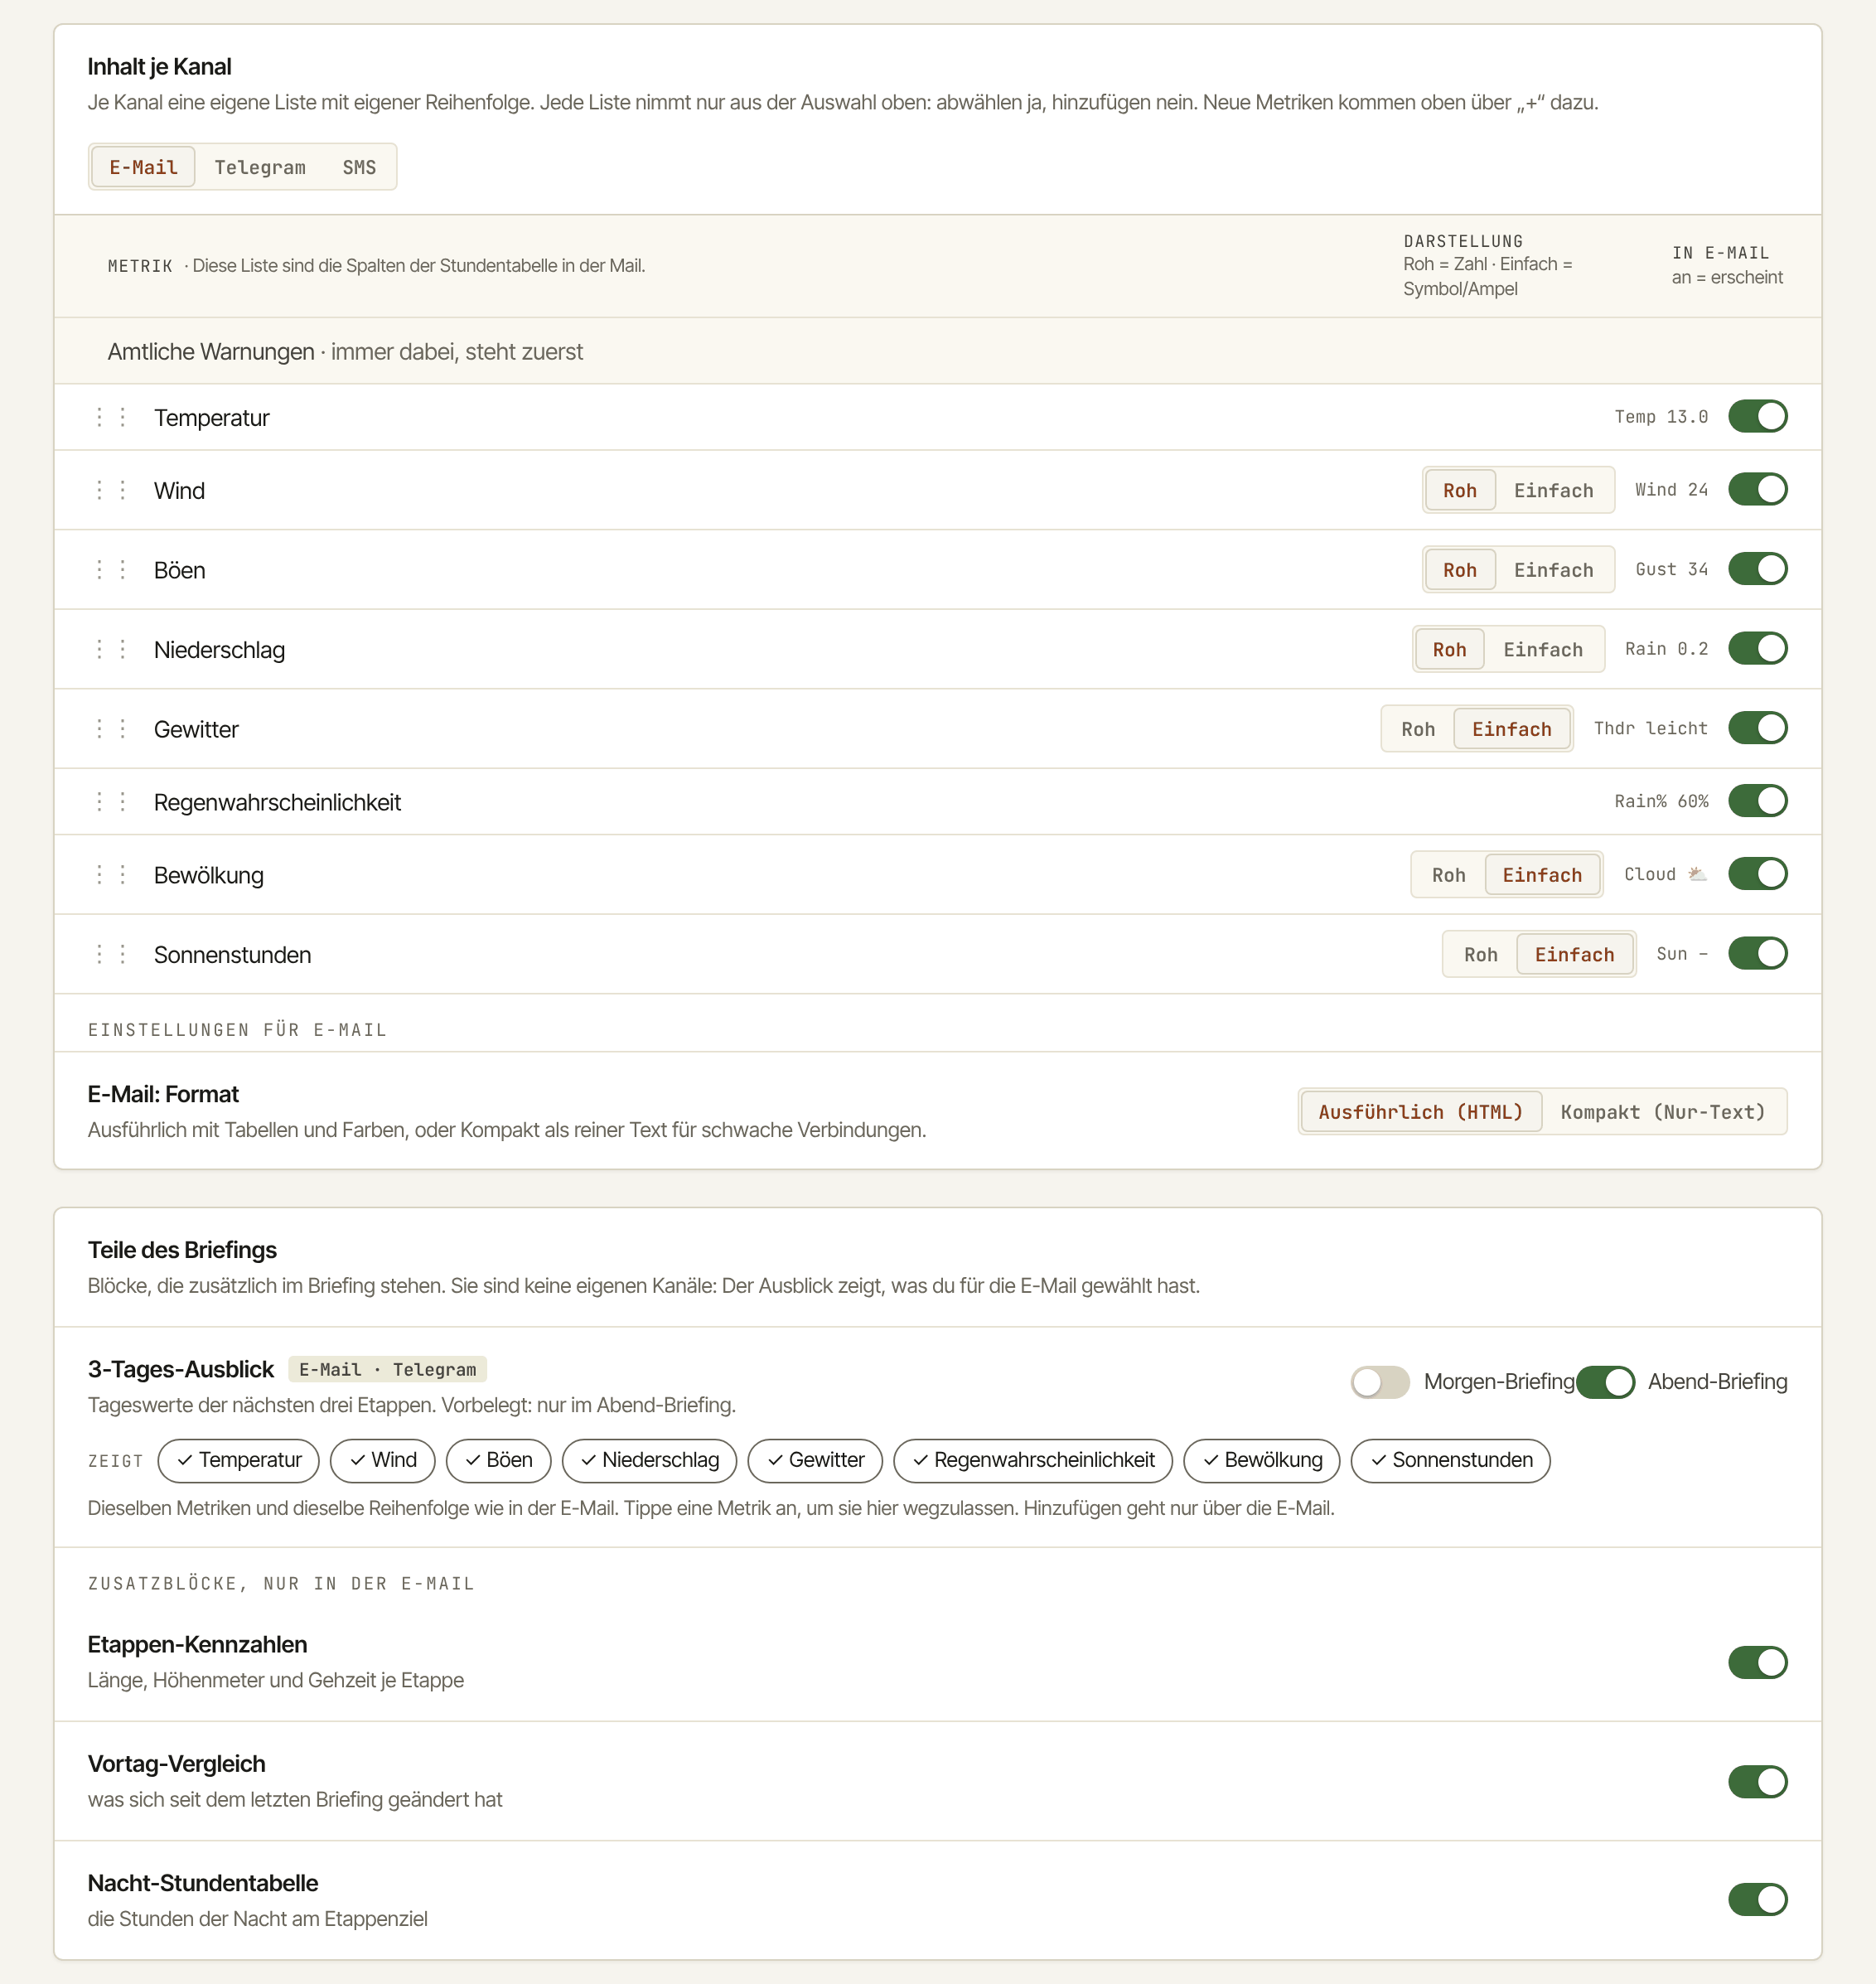 Inhalt je Kanal
Je Kanal eine eigene Liste mit eigener Reihenfolge. Jede Liste nimmt nur aus der Auswahl oben: abwählen ja, hinzufügen nein. Neue Metriken kommen oben über „+“ dazu.
E-Mail Telegram SMS
METRIK · Diese Liste sind die Spalten der Stundentabelle in der Mail.
DARSTELLUNG
Roh = Zahl · Einfach =
Symbol/Ampel
IN E-MAIL
an = erscheint
Amtliche Warnungen · immer dabei, steht zuerst
Temperatur Temp 13.0
Wind Roh Einfach Wind 24
Böen Roh Einfach Gust 34
Niederschlag Roh Einfach Rain 0.2
Gewitter Roh Einfach Thdr leicht
Regenwahrscheinlichkeit Rain% 60%
Bewölkung Roh Einfach Cloud ⛅
Sonnenstunden Roh Einfach Sun –
EINSTELLUNGEN FÜR E-MAIL
E-Mail: Format
Ausführlich mit Tabellen und Farben, oder Kompakt als reiner Text für schwache Verbindungen.
Ausführlich (HTML) Kompakt (Nur-Text)
Teile des Briefings
Blöcke, die zusätzlich im Briefing stehen. Sie sind keine eigenen Kanäle: Der Ausblick zeigt, was du für die E-Mail gewählt hast.
3-Tages-Ausblick E-Mail · Telegram
Tageswerte der nächsten drei Etappen. Vorbelegt: nur im Abend-Briefing.
Morgen-Briefing Abend-Briefing
ZEIGT ✓ Temperatur ✓ Wind ✓ Böen ✓ Niederschlag ✓ Gewitter ✓ Regenwahrscheinlichkeit ✓ Bewölkung ✓ Sonnenstunden
Dieselben Metriken und dieselbe Reihenfolge wie in der E-Mail. Tippe eine Metrik an, um sie hier wegzulassen. Hinzufügen geht nur über die E-Mail.
ZUSATZBLÖCKE, NUR IN DER E-MAIL
Etappen-Kennzahlen
Länge, Höhenmeter und Gehzeit je Etappe
Vortag-Vergleich
was sich seit dem letzten Briefing geändert hat
Nacht-Stundentabelle
die Stunden der Nacht am Etappenziel